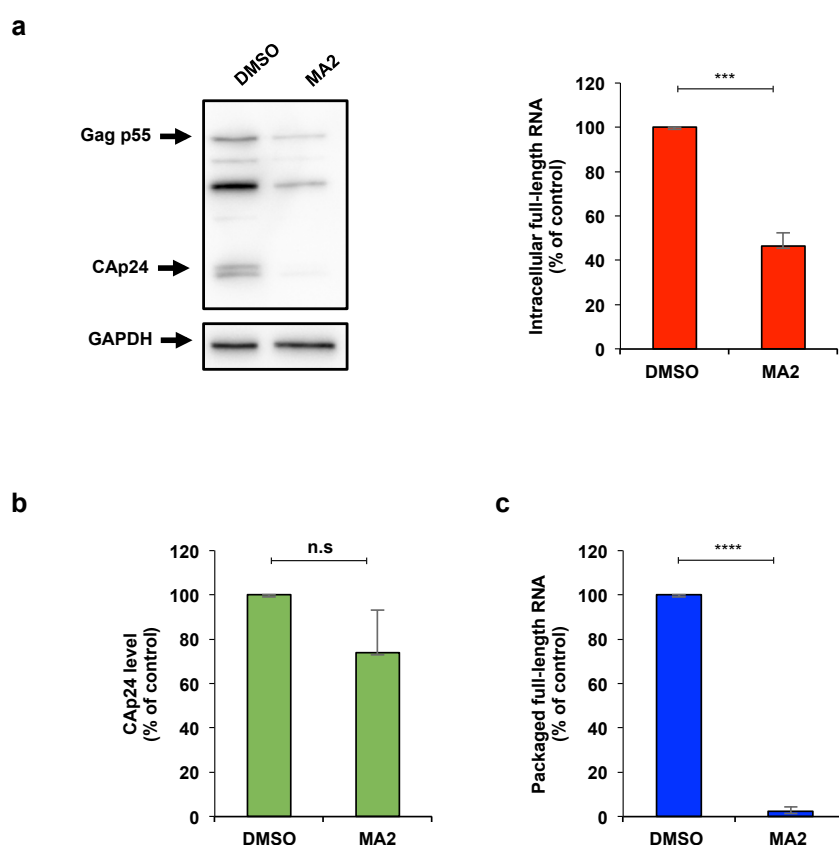 a
DMSO
MA2
Gag p55
CAp24
GAPDH
Intracellular full-length RNA
(% of control)
120
100
80
60
40
20
0
***
DMSO
MA2
b
CAp24 level
(% of control)
120
100
80
60
40
20
0
n.s
DMSO
MA2
c
Packaged full-length RNA
(% of control)
120
100
80
60
40
20
0
****
DMSO
MA2